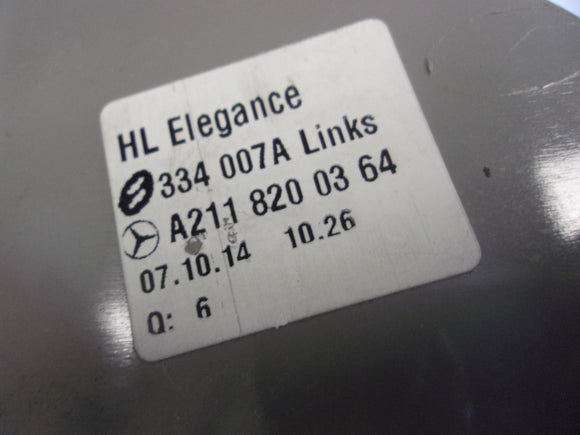 HL Elegance
334 007A Links
A211 820 03 64
07.10.14 10.26
Q: 6